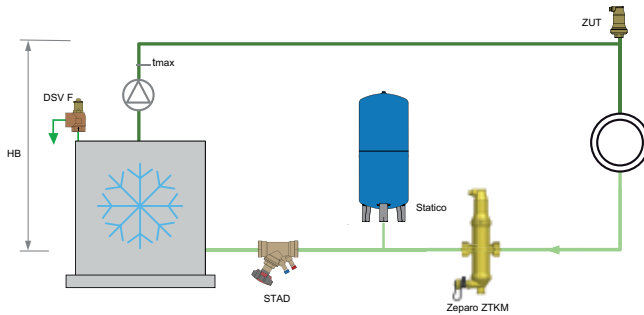 ZUT
tmax
DSV F
HB
Statico
STAD
Zeparo ZTKM